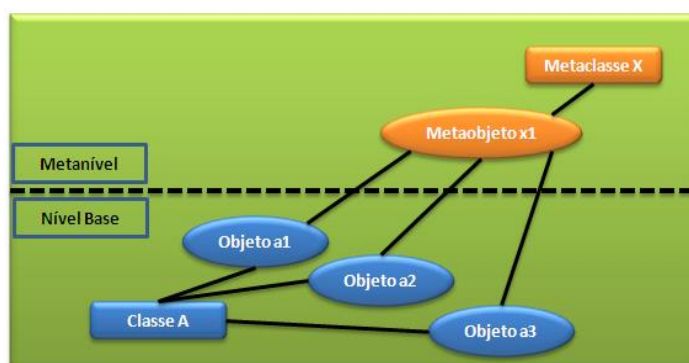 Metaclasse X
Metaobjeto x1
Metanível
Nível Base
Objeto a1
Objeto a2
Classe A
Objeto a3